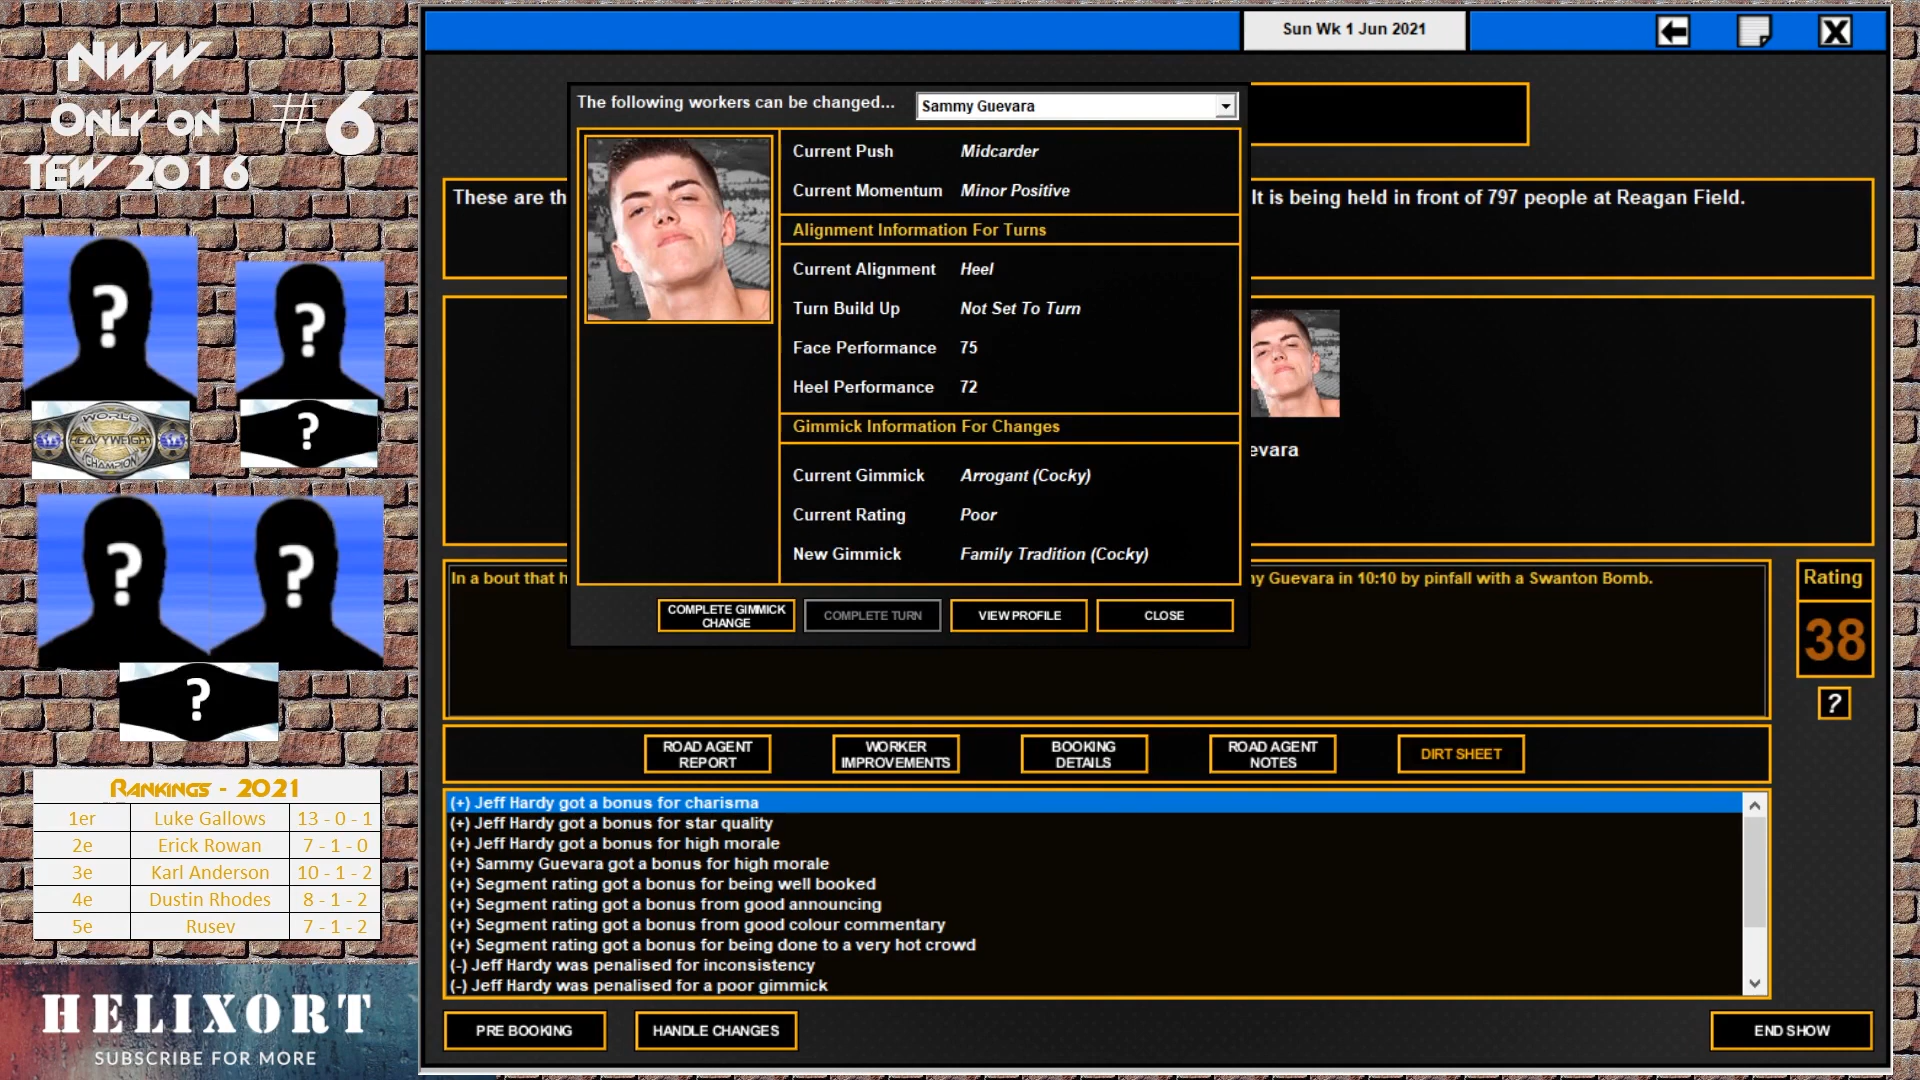 NWW
Only on
TEW 2016
#6
?
?
WORLD
HEAVYWEIGHT
CHAMPION
?
?
?
?
Rankings - 2021
1er Luke Gallows 13 - 0 - 1
2e Erick Rowan 7 - 1 - 0
3e Karl Anderson 10 - 1 - 2
4e Dustin Rhodes 8 - 1 - 2
5e Rusev 7 - 1 - 2
HELIXORT
SUBSCRIBE FOR MORE
Sun Wk 1 Jun 2021
X
The following workers can be changed... Sammy Guevara
Current Push Midcarder
Current Momentum Minor Positive
Alignment Information For Turns
Current Alignment Heel
Turn Build Up Not Set To Turn
Face Performance 75
Heel Performance 72
Gimmick Information For Changes
Current Gimmick Arrogant (Cocky)
Current Rating Poor
New Gimmick Family Tradition (Cocky)
COMPLETE GIMMICK
CHANGE
COMPLETE TURN
VIEW PROFILE
CLOSE
These are th
It is being held in front of 797 people at Reagan Field.
evara
In a bout that h
y Guevara in 10:10 by pinfall with a Swanton Bomb.
Rating
38
?
ROAD AGENT
REPORT
WORKER
IMPROVEMENTS
BOOKING
DETAILS
ROAD AGENT
NOTES
DIRT SHEET
(+) Jeff Hardy got a bonus for charisma
(+) Jeff Hardy got a bonus for star quality
(+) Jeff Hardy got a bonus for high morale
(+) Sammy Guevara got a bonus for high morale
(+) Segment rating got a bonus for being well booked
(+) Segment rating got a bonus from good announcing
(+) Segment rating got a bonus from good colour commentary
(+) Segment rating got a bonus for being done to a very hot crowd
(-) Jeff Hardy was penalised for inconsistency
(-) Jeff Hardy was penalised for a poor gimmick
PRE BOOKING
HANDLE CHANGES
END SHOW